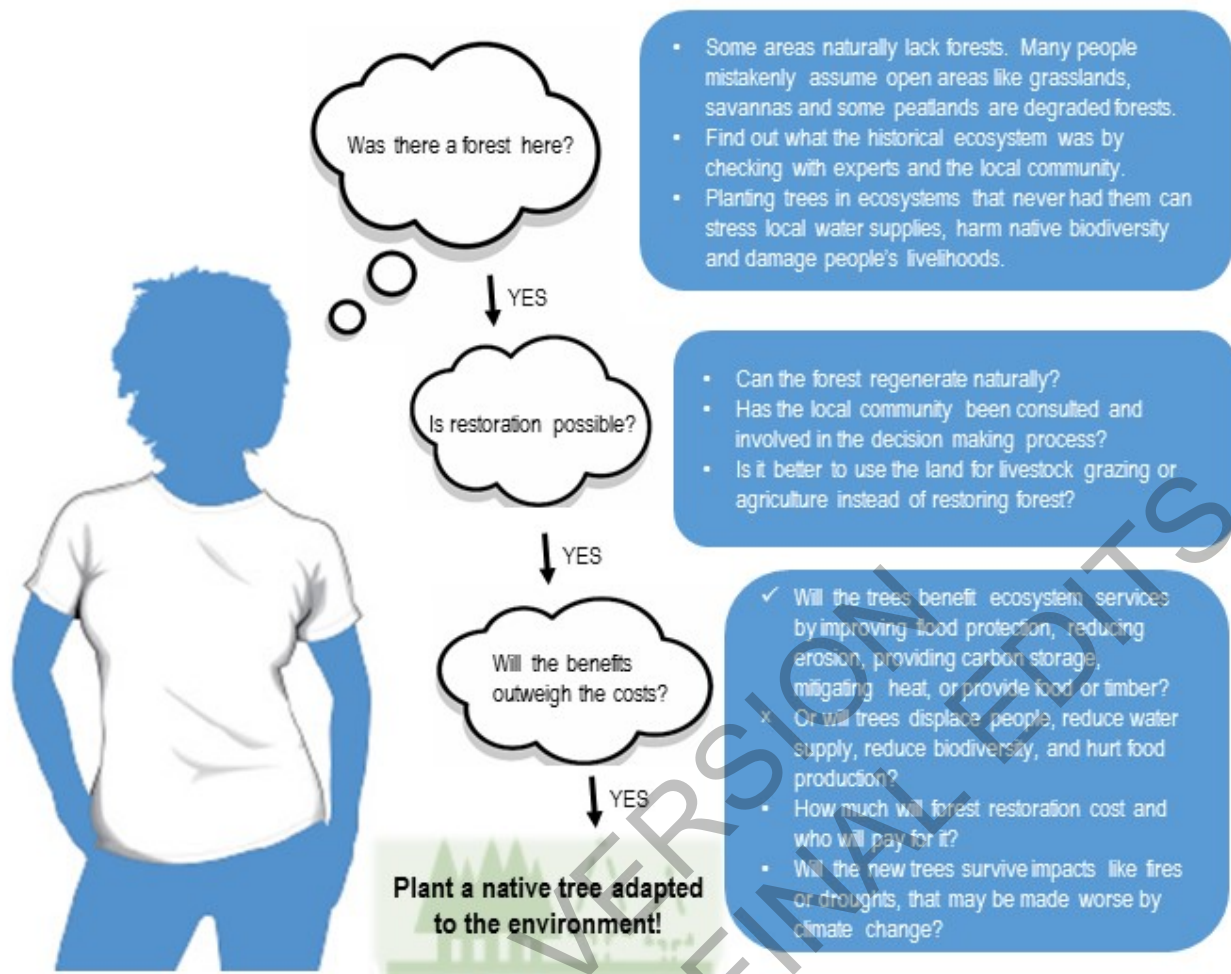 Was there a forest here?
▪ Some areas naturally lack forests. Many people
mistakenly assume open areas like grasslands,
savannas and some peatlands are degraded forests.
▪ Find out what the historical ecosystem was by
checking with experts and the local community.
▪ Planting trees in ecosystems that never had them can
stress local water supplies, harm native biodiversity
and damage people's livelihoods.
YES
Is restoration possible?
▪ Can the forest regenerate naturally?
▪ Has the local community been consulted and
involved in the decision making process?
▪ Is it better to use the land for livestock grazing or
agriculture instead of restoring forest?
YES
Will the benefits
outweigh the costs?
✓ Will the trees benefit ecosystem services
by improving flood protection, reducing
erosion, providing carbon storage,
mitigating heat, or provide food or timber?
× Or will trees displace people, reduce water
supply, reduce biodiversity, and hurt food
production?
▪ How much will forest restoration cost and
who will pay for it?
▪ Will the new trees survive impacts like fires
or droughts, that may be made worse by
climate change?
YES
Plant a native tree adapted
to the environment!
VERSION
FINAL EDITS